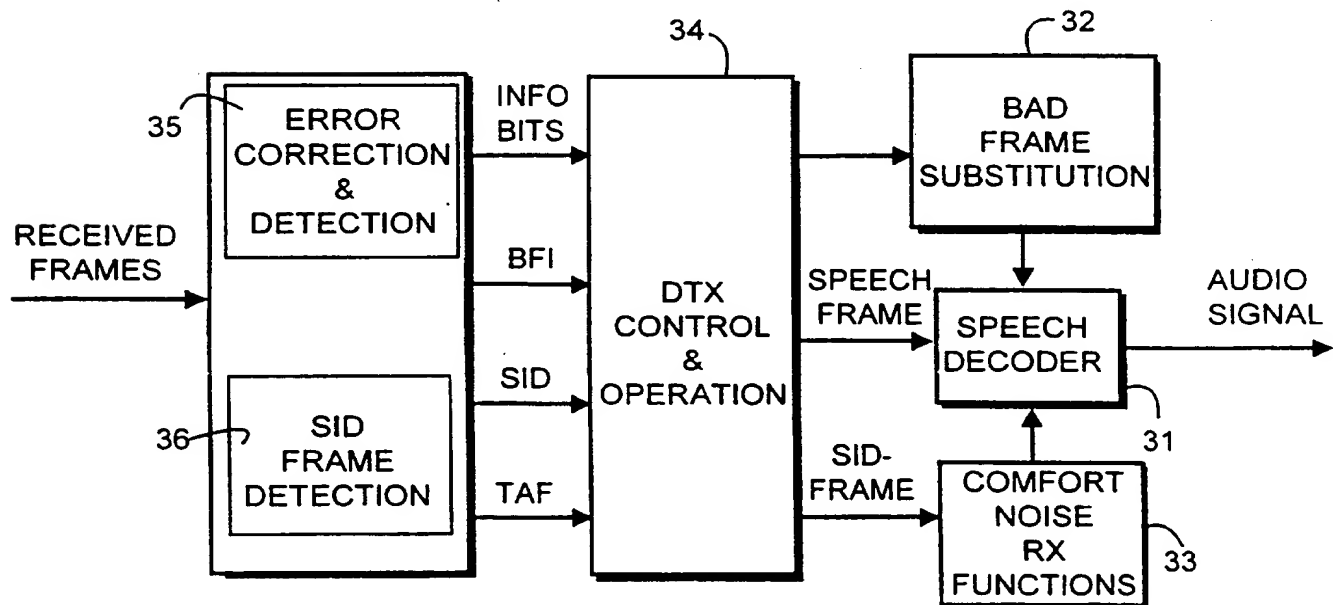 35
ERROR
CORRECTION
&
DETECTION
RECEIVED
FRAMES
36
SID
FRAME
DETECTION
INFO
BITS
BFI
SID
TAF
34
DTX
CONTROL
&
OPERATION
SPEECH
FRAME
SID-
FRAME
32
BAD
FRAME
SUBSTITUTION
SPEECH
DECODER
31
AUDIO
SIGNAL
COMFORT
NOISE
RX
FUNCTIONS
33